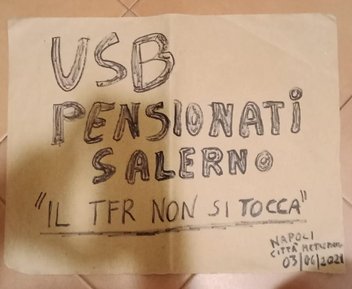 USB
PENSIONATI
SALERNO
"IL TFR NON SI TOCCA"
NAPOLI
CITTÀ METROPOL
03/06/2021